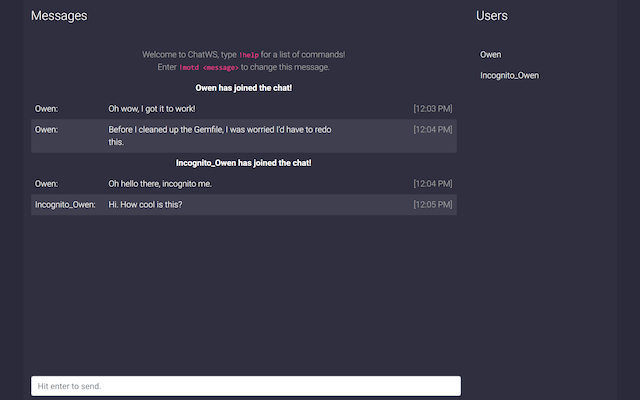 Messages
Users
Welcome to ChatWS, type !help for a list of commands!
Enter !motd <message> to change this message.
Owen has joined the chat!
Owen: Oh wow, I got it to work! [12:03 PM]
Owen: Before I cleaned up the Gemfile, I was worried I'd have to redo [12:04 PM]
this.
Incognito_Owen has joined the chat!
Owen: Oh hello there, incognito me. [12:04 PM]
Incognito_Owen: Hi. How cool is this? [12:05 PM]
Owen
Incognito_Owen
Hit enter to send.